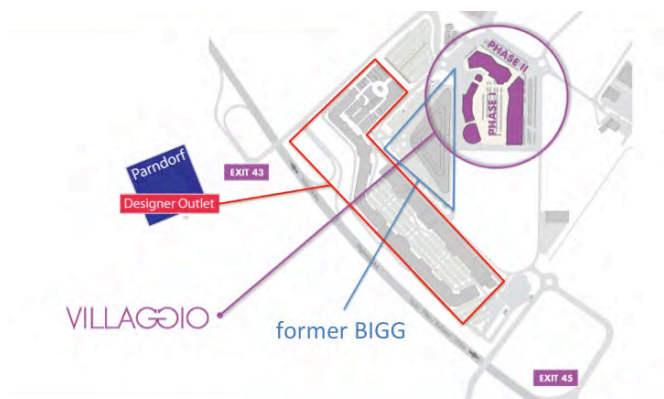 PHASE II
PHASE I
Parndorf
Designer Outlet
EXIT 43
VILLAGGIO
former BIGG
EXIT 45